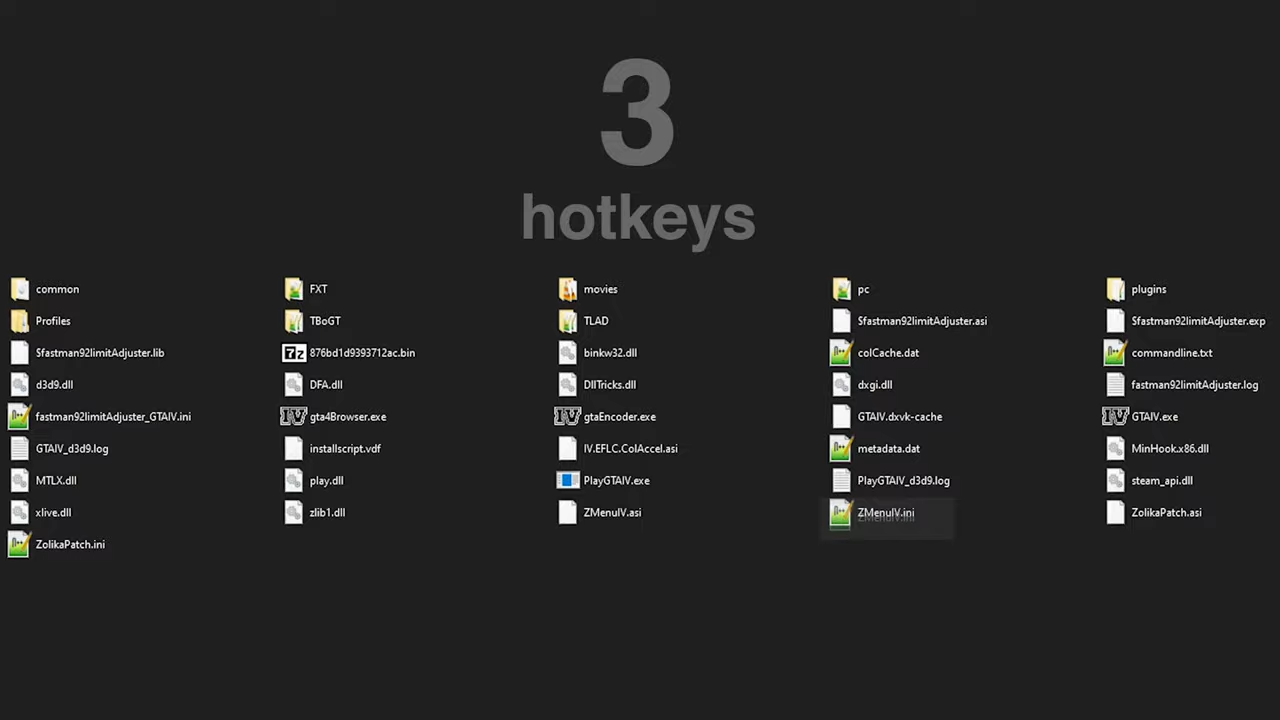 3
hotkeys
common
FXT
movies
pc
plugins
Profiles
TBoGT
TLAD
$fastman92limitAdjuster.asi
$fastman92limitAdjuster.exp
$fastman92limitAdjuster.lib
7z 876bd1d9393712ac.bin
binkw32.dll
colCache.dat
commandline.txt
d3d9.dll
DFA.dll
DllTricks.dll
dxgi.dll
fastman92limitAdjuster.log
fastman92limitAdjuster_GTAIV.ini
IV gta4Browser.exe
IV gtaEncoder.exe
GTAIV.dxvk-cache
IV GTAIV.exe
GTAIV_d3d9.log
installscript.vdf
IV.EFLC.ColAccel.asi
metadata.dat
MinHook.x86.dll
MTLX.dll
play.dll
PlayGTAIV.exe
PlayGTAIV_d3d9.log
steam_api.dll
xlive.dll
zlib1.dll
ZMenuIV.asi
ZMenuIV.ini
ZolikaPatch.asi
ZolikaPatch.ini